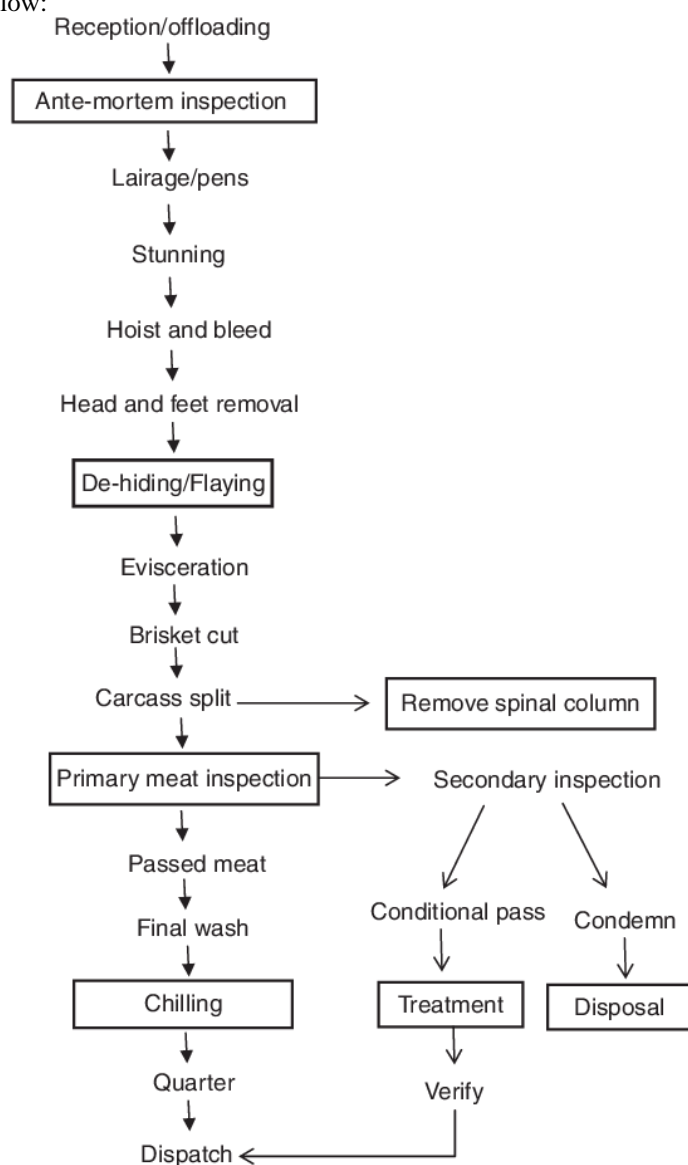 low:
Reception/offloading
Ante-mortem inspection
Lairage/pens
Stunning
Hoist and bleed
Head and feet removal
De-hiding/Flaying
Evisceration
Brisket cut
Carcass split
Remove spinal column
Primary meat inspection
Secondary inspection
Passed meat
Conditional pass
Condemn
Final wash
Chilling
Treatment
Disposal
Quarter
Verify
Dispatch